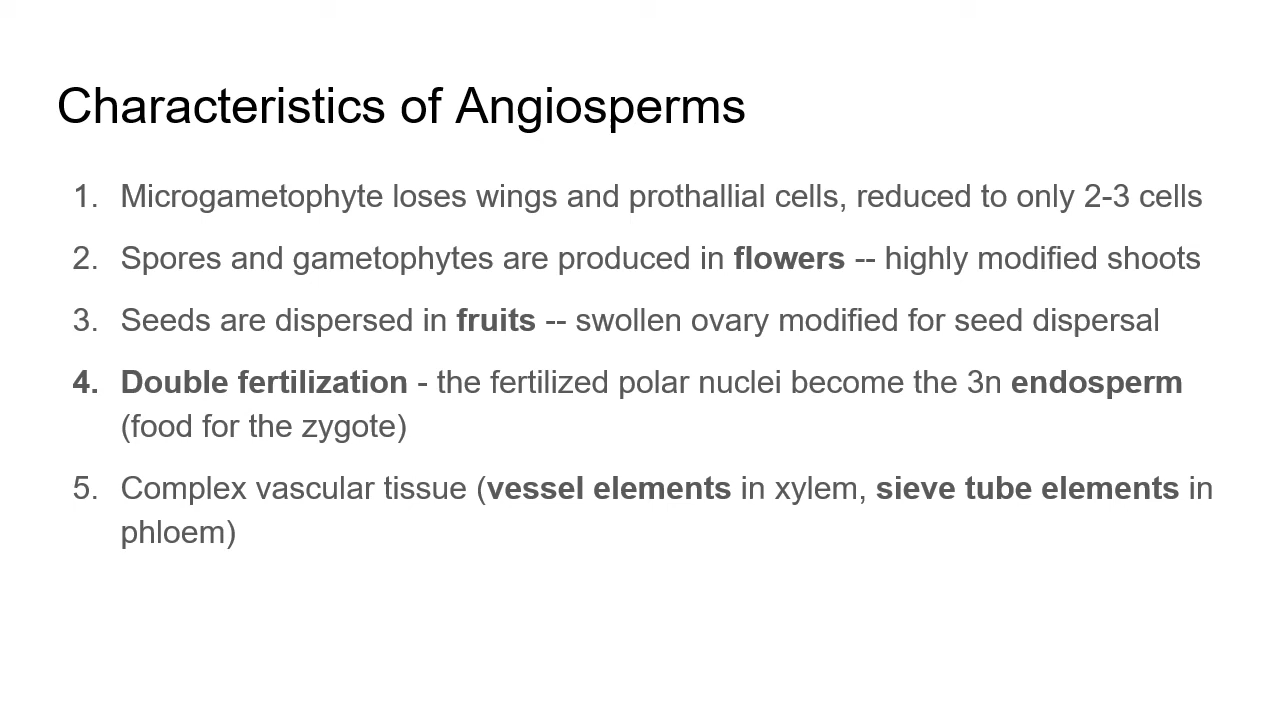 Characteristics of Angiosperms
1. Microgametophyte loses wings and prothallial cells, reduced to only 2-3 cells
2. Spores and gametophytes are produced in flowers -- highly modified shoots
3. Seeds are dispersed in fruits -- swollen ovary modified for seed dispersal
4. Double fertilization - the fertilized polar nuclei become the 3n endosperm
(food for the zygote)
5. Complex vascular tissue (vessel elements in xylem, sieve tube elements in
phloem)